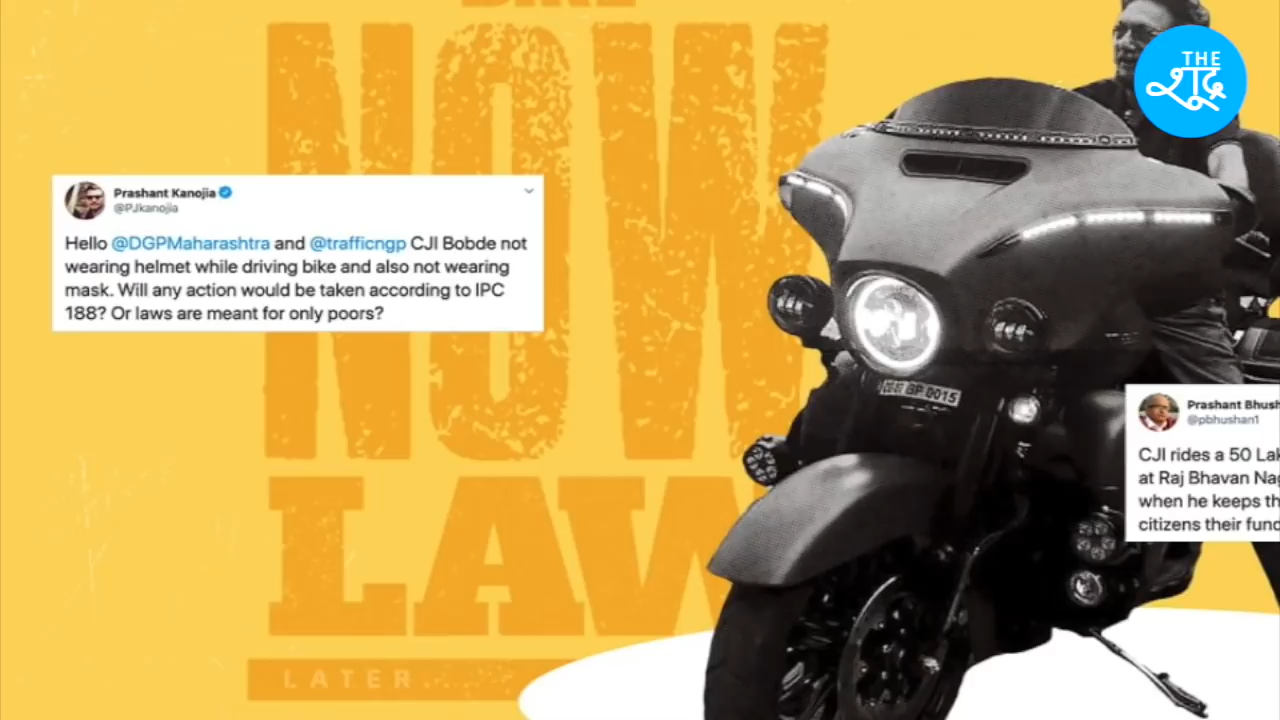 BIKE
NOW
LAW
LATER
THE
शब्द
Prashant Kanojia
@PJkanojia
Hello @DGPMaharashtra and @trafficngp CJI Bobde not
wearing helmet while driving bike and also not wearing
mask. Will any action would be taken according to IPC
188? Or laws are meant for only poors?
BP 0015
Prashant Bhush
@pbhushan1
CJI rides a 50 Lak
at Raj Bhavan Nag
when he keeps th
citizens their fund